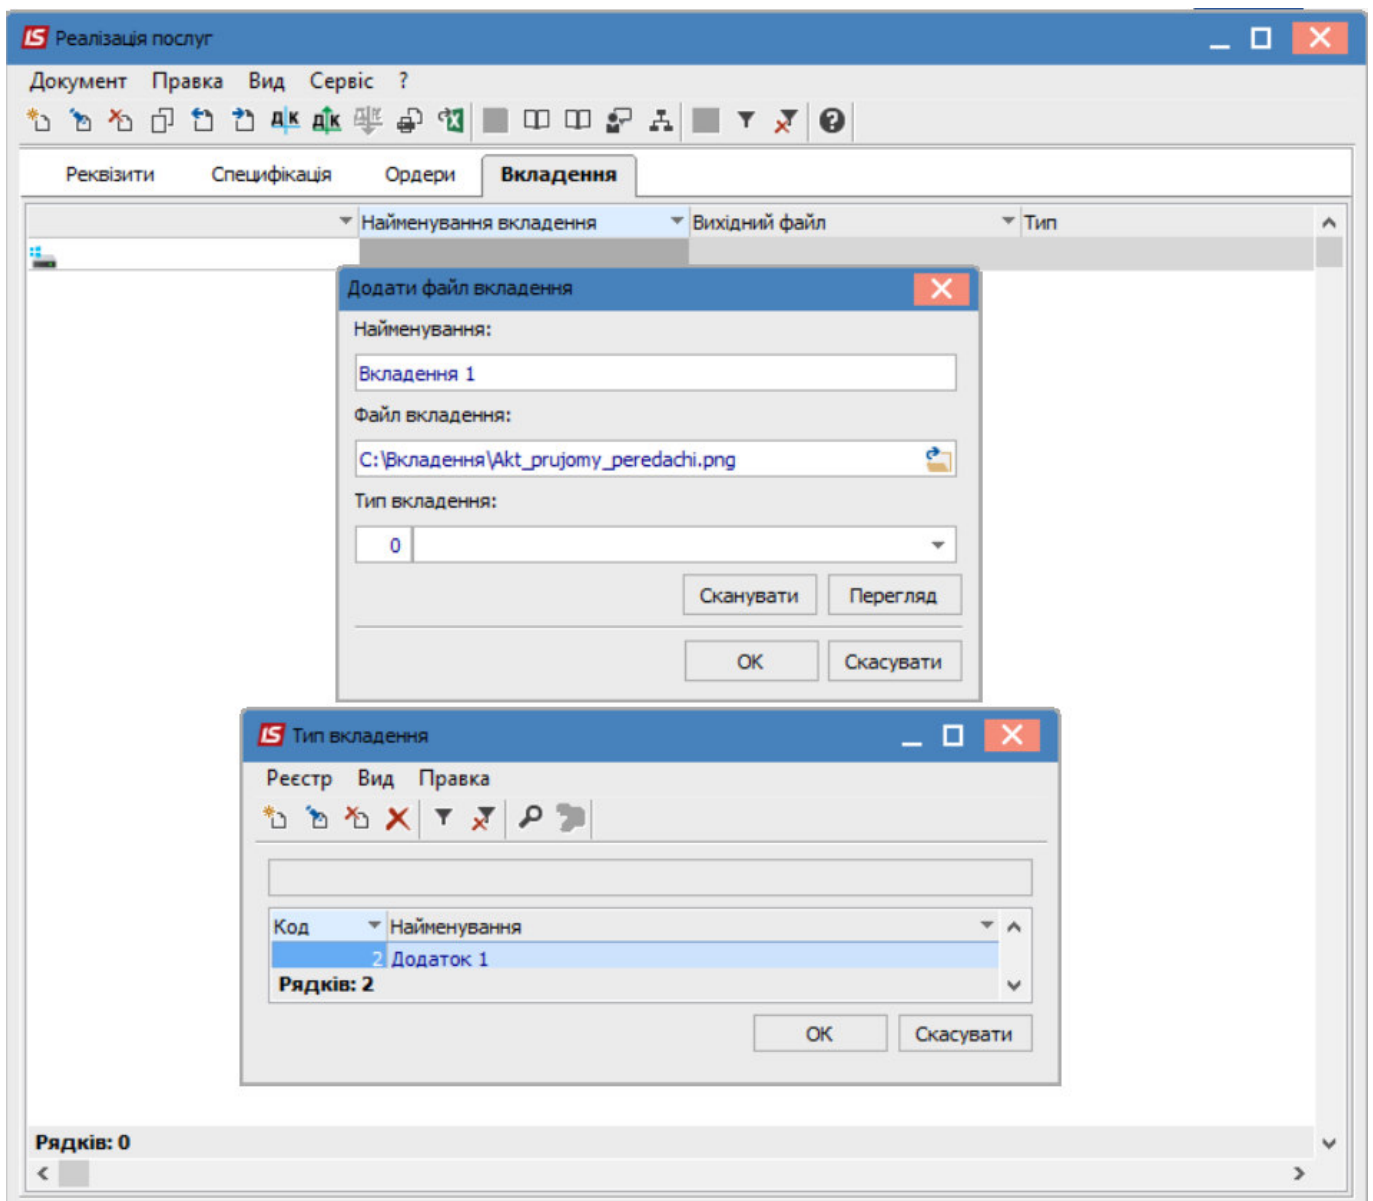 Реалізація послуг
Документ Правка Вид Сервіс ?
Реквізити Специфікація Ордери Вкладення
Найменування вкладення Вихідний файл Тип
Додати файл вкладення
Найменування:
Вкладення 1
Файл вкладення:
C:\Вкладення\Akt_prujomy_peredachi.png
Тип вкладення:
0
Сканувати Перегляд
OK Скасувати
Тип вкладення
Реєстр Вид Правка
Код Найменування
2 Додаток 1
Рядків: 2
OK Скасувати
Рядків: 0